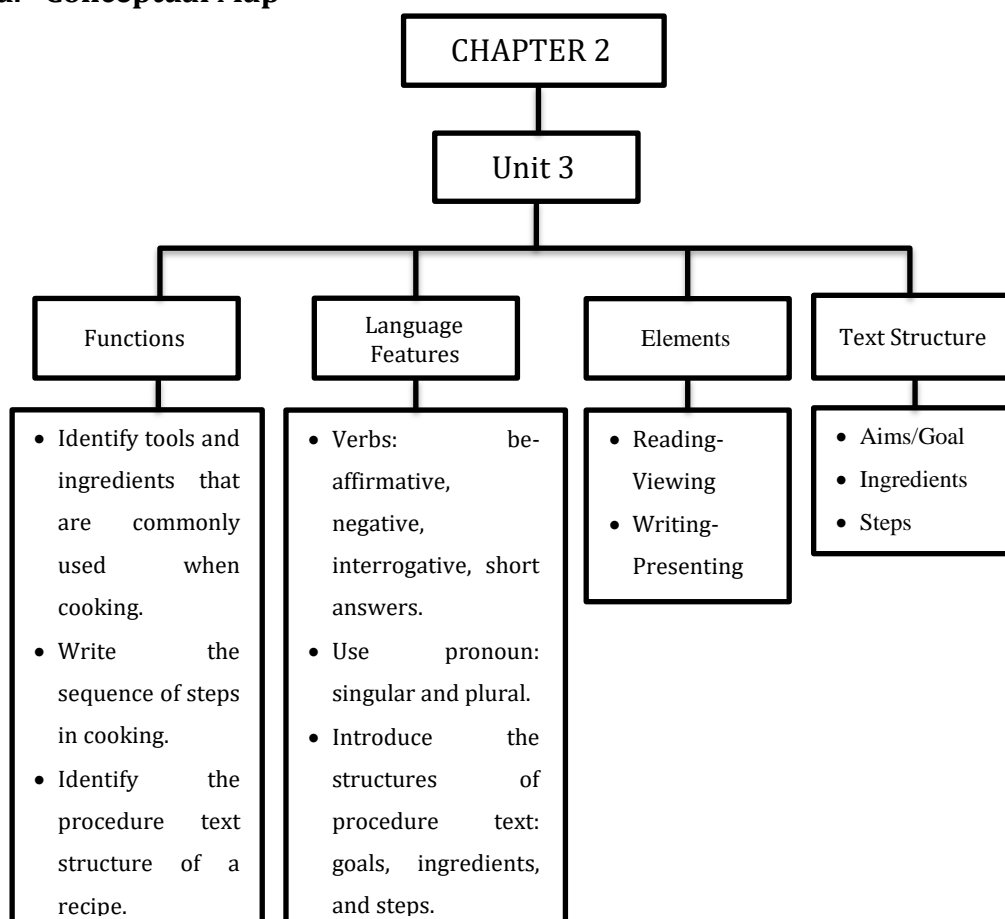 Conceptual Map
CHAPTER 2
Unit 3
Functions
Language
Features
Elements
Text Structure
• Identify tools and
ingredients that
are commonly
used when
cooking.
• Write the
sequence of steps
in cooking.
• Identify the
procedure text
structure of a
recipe.
• Verbs: be-
affirmative,
negative,
interrogative, short
answers.
• Use pronoun:
singular and plural.
• Introduce the
structures of
procedure text:
goals, ingredients,
and steps.
• Reading-
Viewing
• Writing-
Presenting
• Aims/Goal
• Ingredients
• Steps